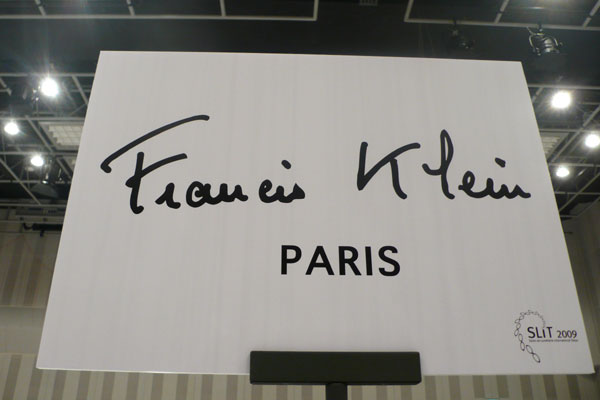 Francis Klein
PARIS
SLiT 2009